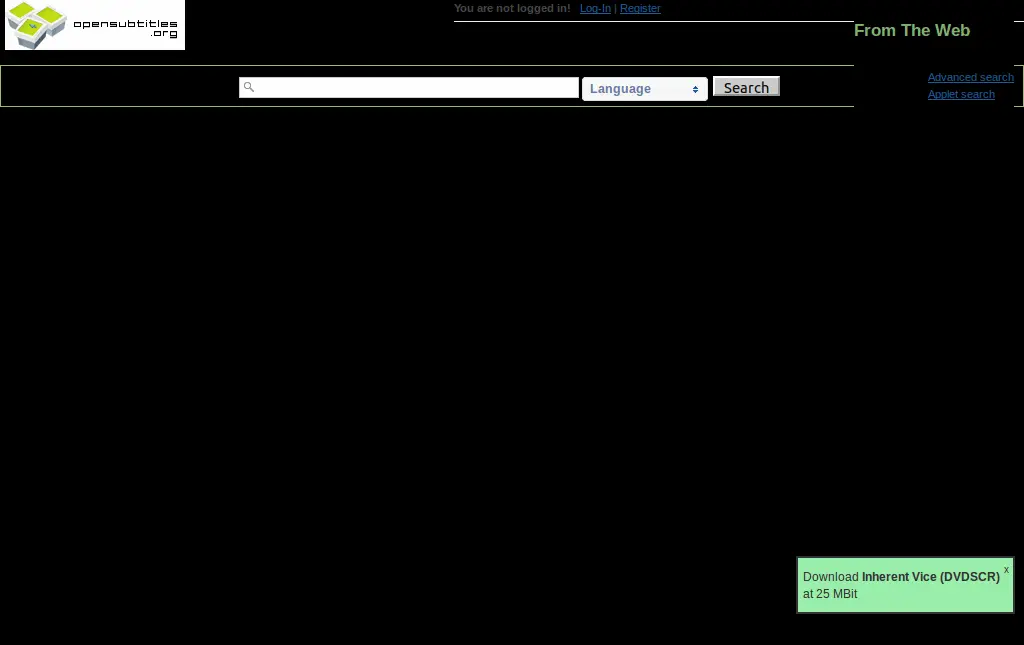 opensubtitles
.org
You are not logged in! Log-In | Register
From The Web
Language
Search
Advanced search
Applet search
x
Download Inherent Vice (DVDSCR)
at 25 MBit